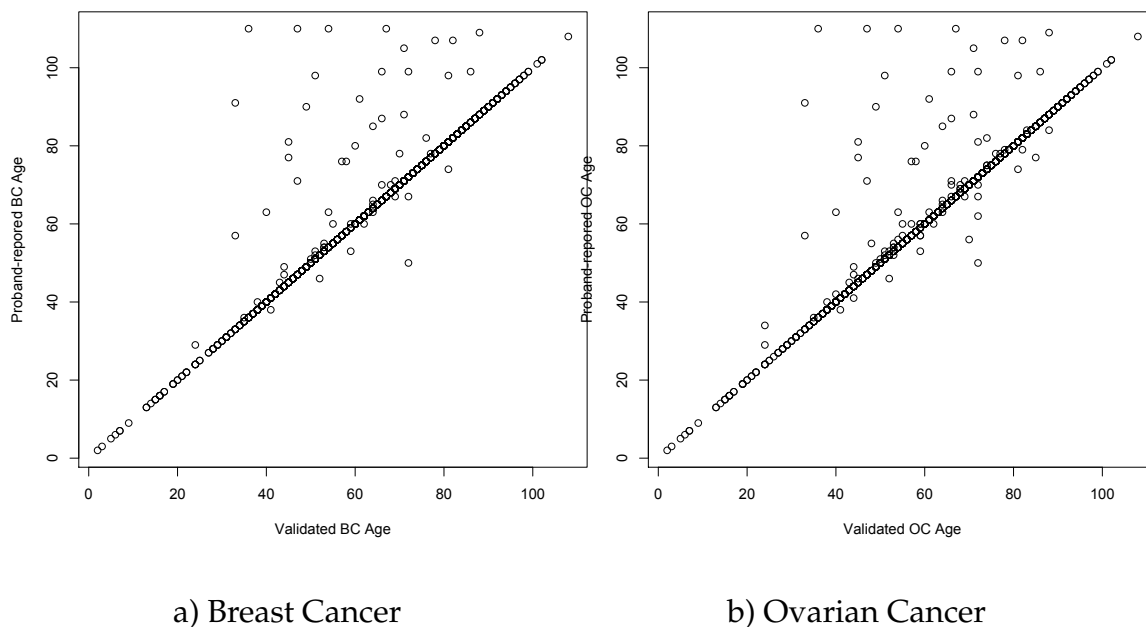 Proband-repored BC Age
100
80
60
40
20
0
0 20 40 60 80 100
Validated BC Age
a) Breast Cancer
Proband-repored OC Age
100
80
60
40
20
0
0 20 40 60 80 100
Validated OC Age
b) Ovarian Cancer